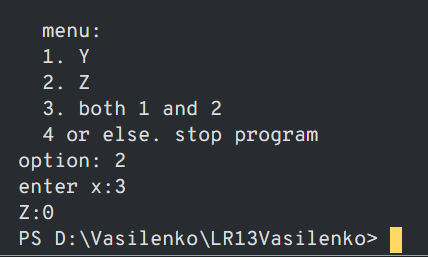 menu:
1. Y
2. Z
3. both 1 and 2
4 or else. stop program
option: 2
enter x:3
Z:0
PS D:\Vasilenko\LR13Vasilenko>